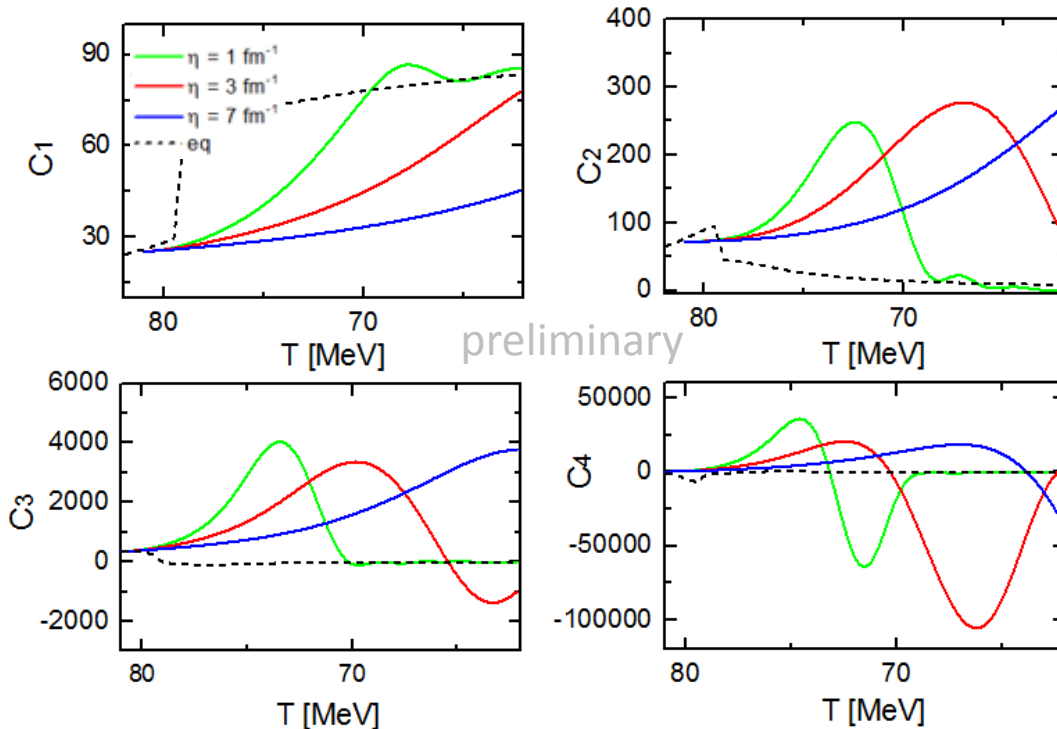 C1
90
60
30
η = 1 fm⁻¹
η = 3 fm⁻¹
η = 7 fm⁻¹
eq
80 70
T [MeV]
C2
400
300
200
100
0
80 70
T [MeV]
preliminary
C3
6000
4000
2000
0
-2000
80 70
T [MeV]
C4
50000
0
-50000
-100000
80 70
T [MeV]